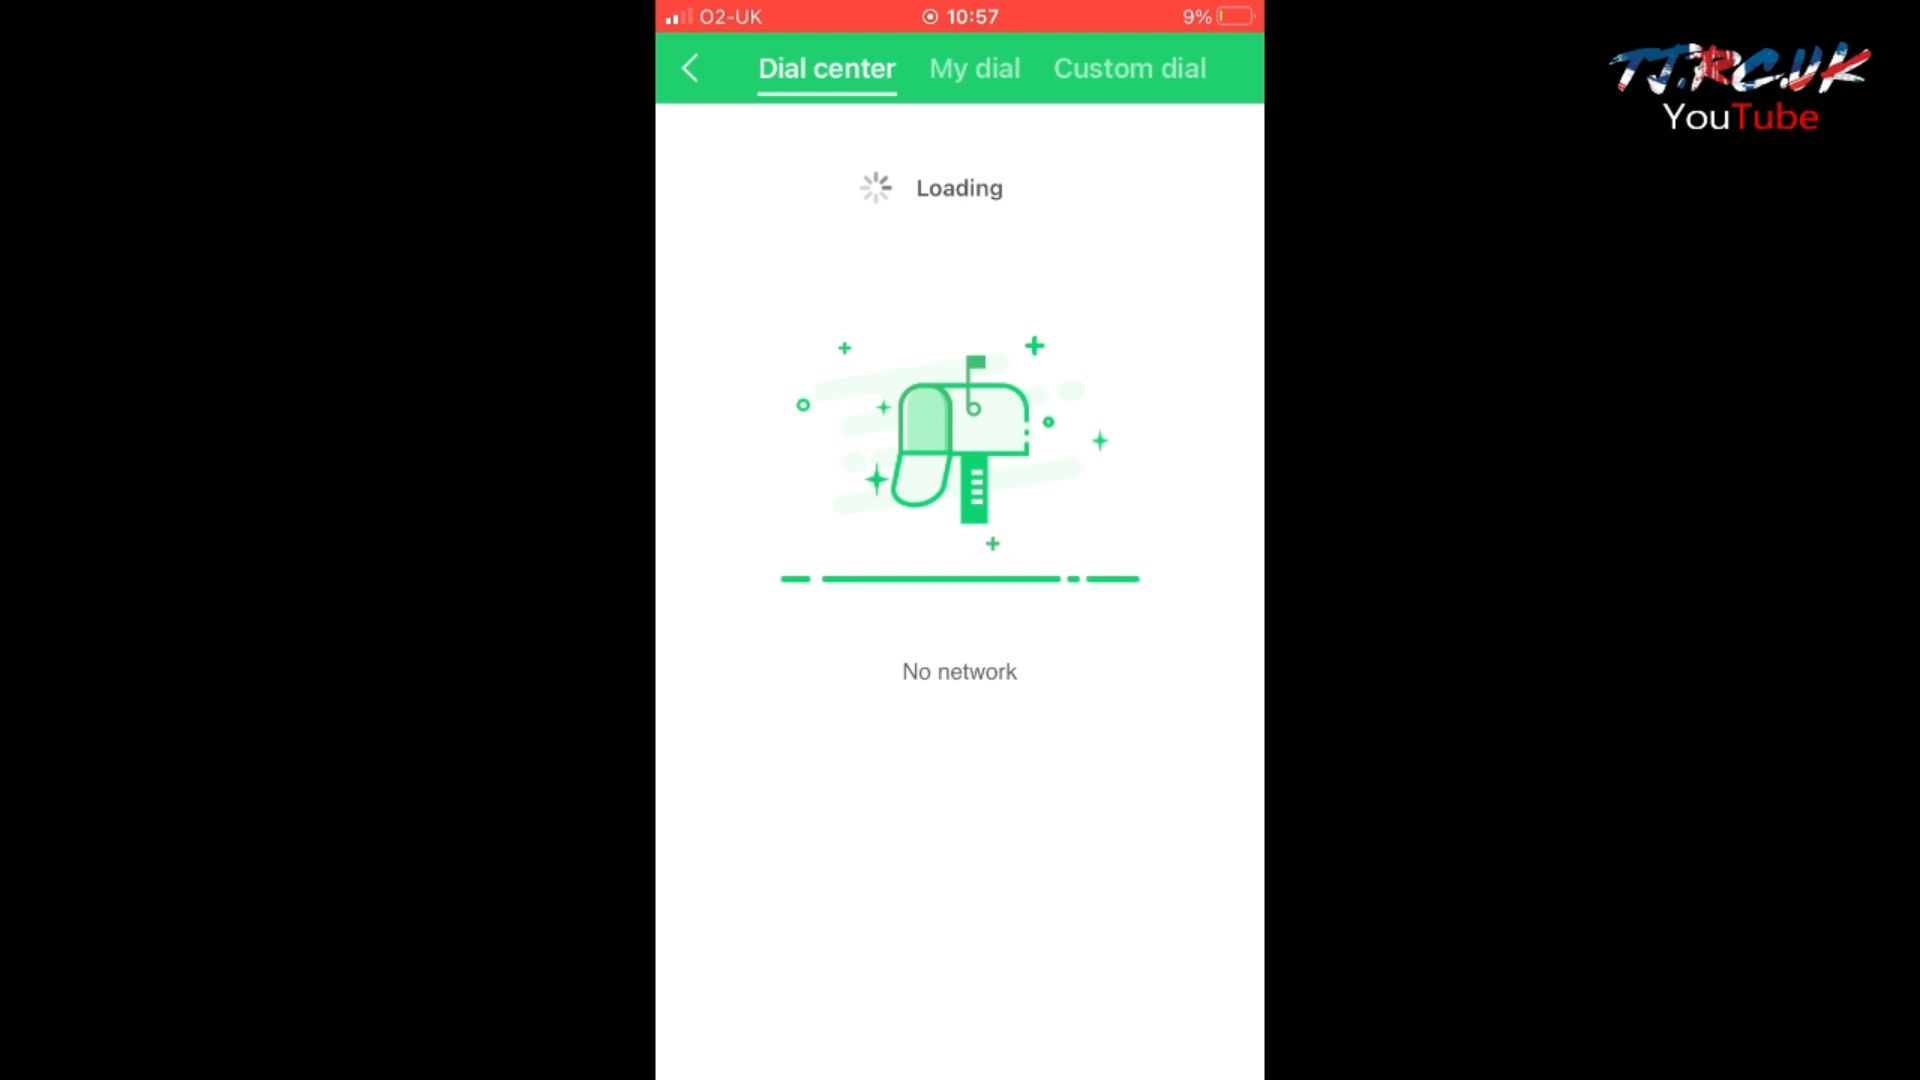 O2-UK 10:57 9%
Dial center My dial Custom dial
Loading
No network
TJ.RC.UK
YouTube